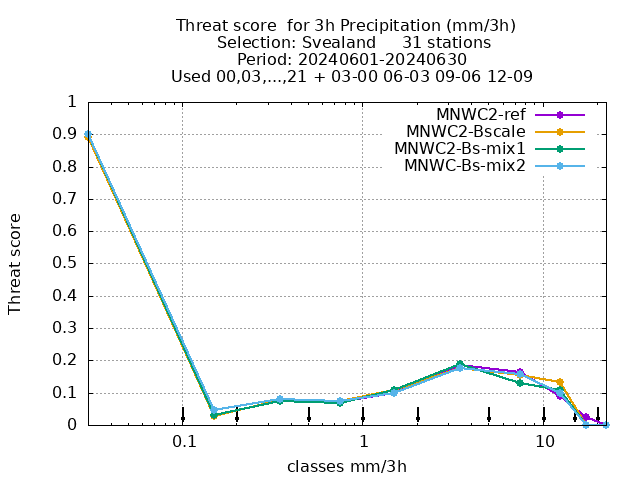 Threat score  for 3h Precipitation (mm/3h)
Selection: Svealand     31 stations
Period: 20240601-20240630
Used 00,03,...,21 + 03-00 06-03 09-06 12-09
MNWC2-ref
MNWC2-Bscale
MNWC2-Bs-mix1
MNWC-Bs-mix2
Threat score
1
0.9
0.8
0.7
0.6
0.5
0.4
0.3
0.2
0.1
0
0.1 1 10
classes mm/3h